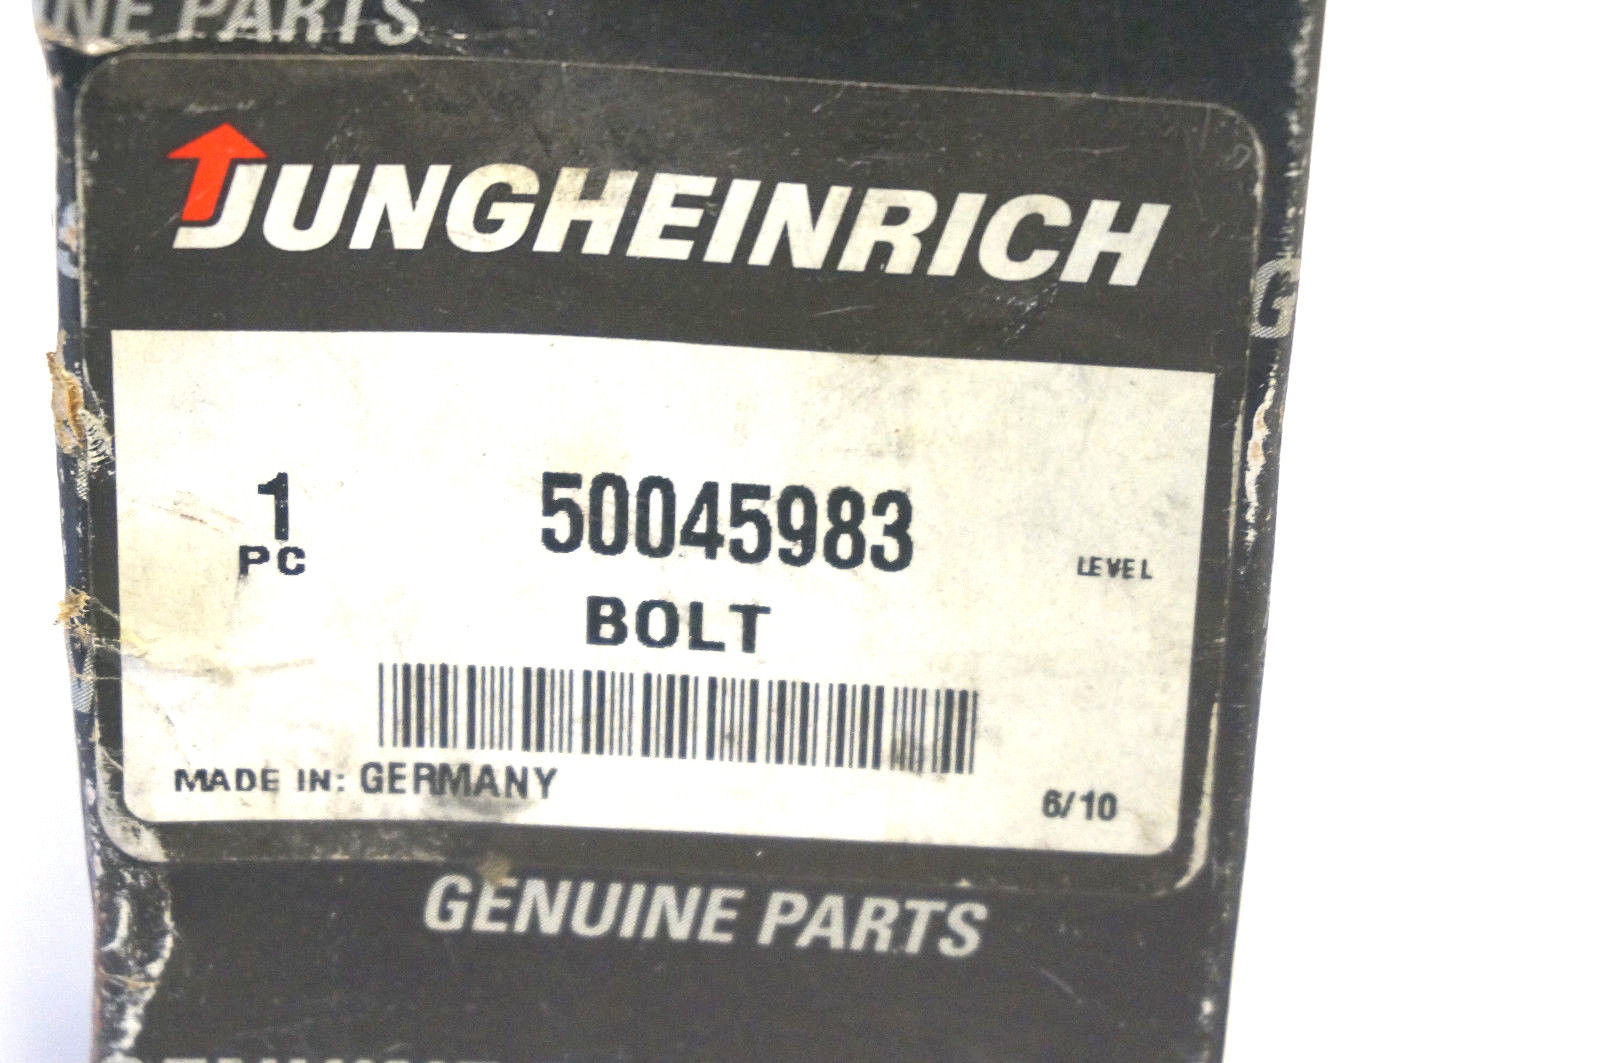 NE PARTS
JUNGHEINRICH
G
1
PC
50045983
LEVEL
BOLT
MADE IN: GERMANY
6/10
GENUINE PARTS